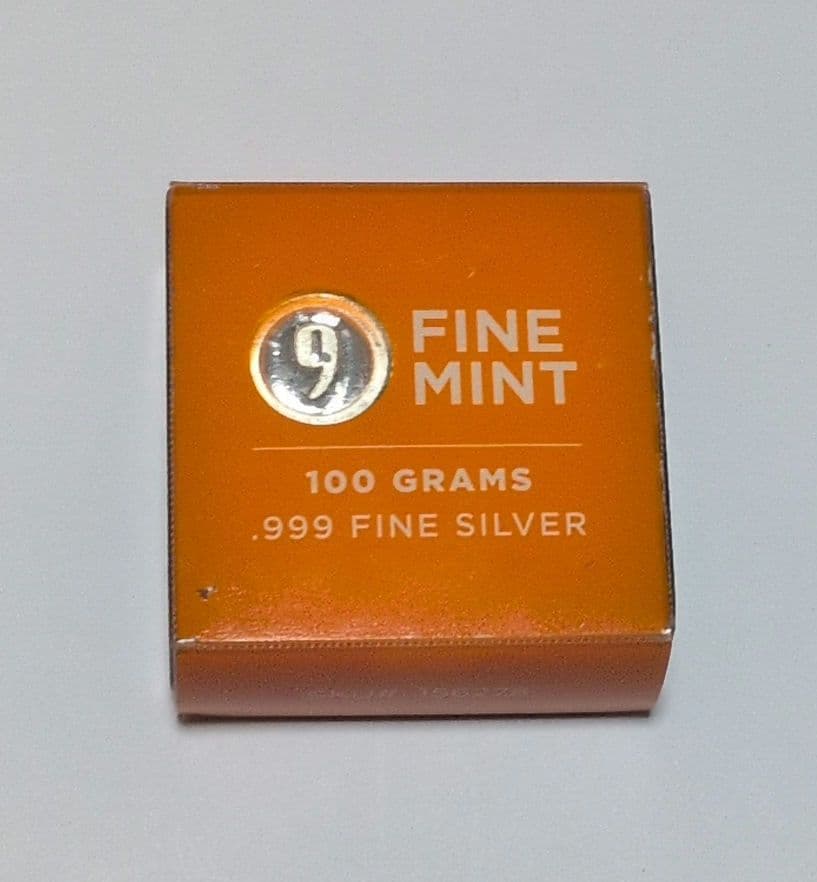 9
FINE
MINT
100 GRAMS
.999 FINE SILVER